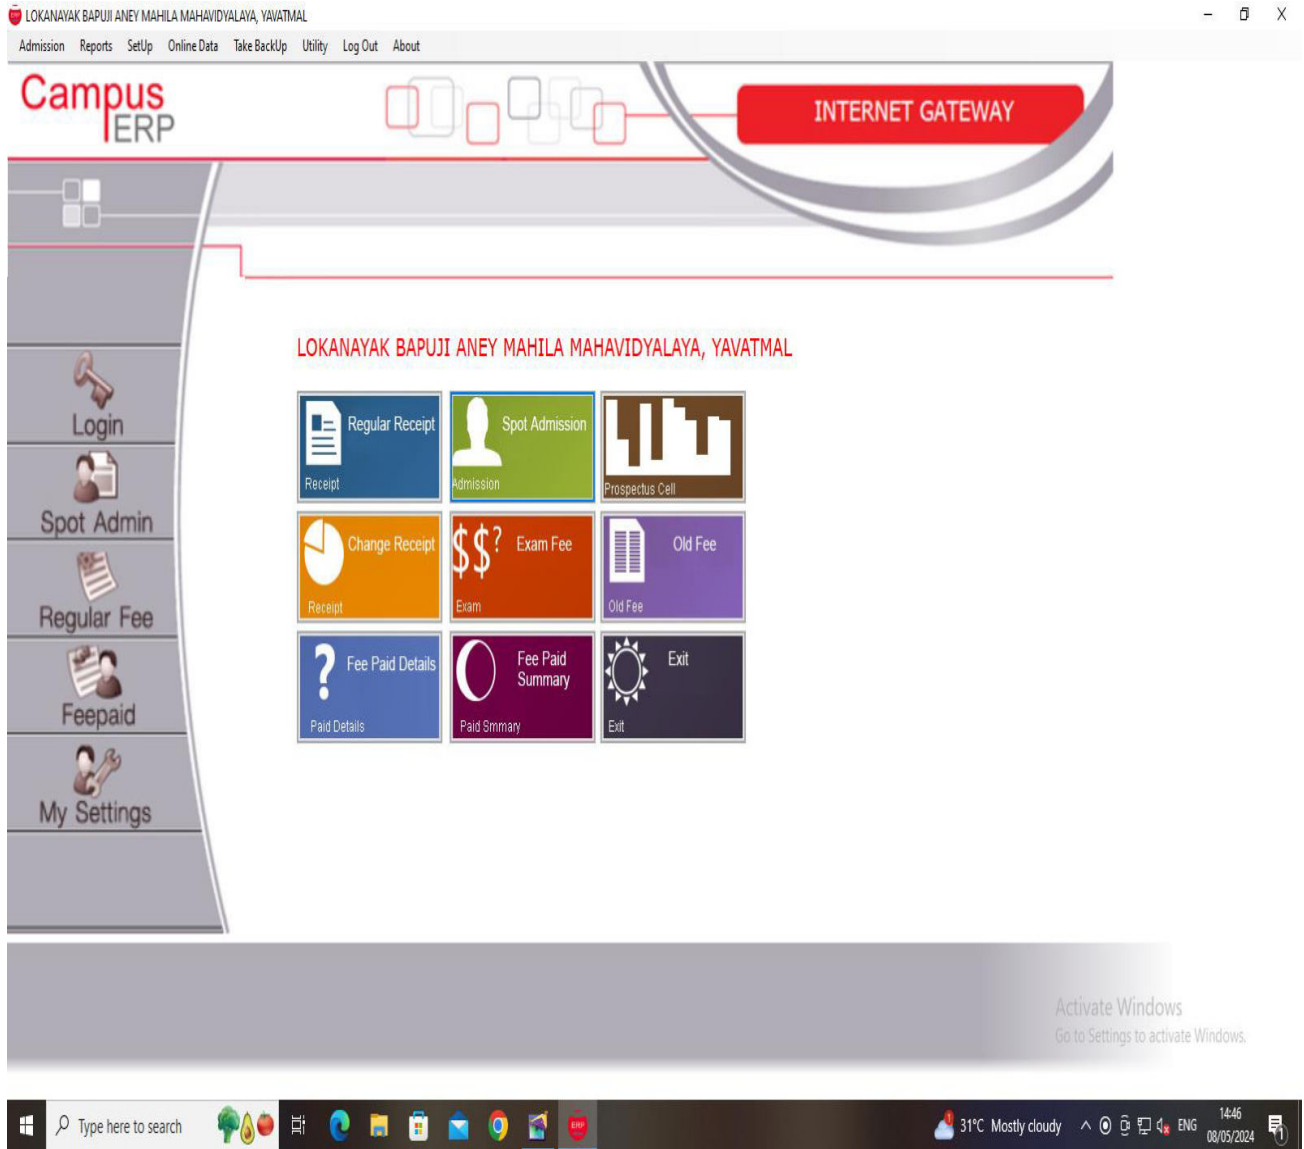 LOKANAYAK BAPUJI ANEY MAHILA MAHAVIDYALAYA, YAVATMAL
Admission Reports SetUp Online Data Take BackUp Utility Log Out About
Campus
ERP
INTERNET GATEWAY
LOKANAYAK BAPUJI ANEY MAHILA MAHAVIDYALAYA, YAVATMAL
Login
Spot Admin
Regular Fee
Feepaid
My Settings
Regular Receipt
Receipt
Spot Admission
Admission
Prospectus Cell
Change Receipt
Receipt
$$? Exam Fee
Exam
Old Fee
Old Fee
? Fee Paid Details
Paid Details
Fee Paid
Summary
Paid Smmary
Exit
Exit
Activate Windows
Go to Settings to activate Windows.
Type here to search
ERP
1
31°C Mostly cloudy
ENG
14:46
08/05/2024
1